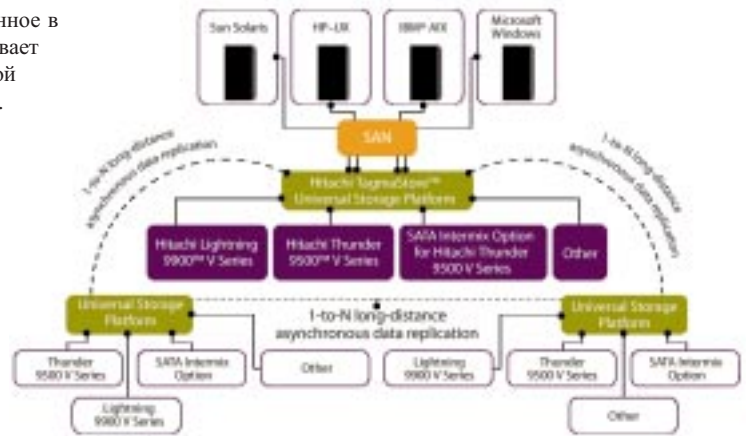 нное в
вает
ой
.
Sun Solaris
HP-UX
IBM® AIX
Microsoft
Windows
SAN
1-to-N long-distance
asynchronous data replication
1-to-N long-distance
asynchronous data replication
Hitachi TagmaStore™
Universal Storage Platform
Hitachi Lightning
9900™ V Series
Hitachi Thunder
9500™ V Series
SATA Intermix Option
for Hitachi Thunder
9500 V Series
Other
Universal Storage
Platform
1-to-N long-distance
asynchronous data replication
Universal Storage
Platform
Thunder
9500 V Series
SATA Intermix
Option
Other
Lightning
9900 V Series
Thunder
9500 V Series
SATA Intermix
Option
Lightning
9900 V Series
Other